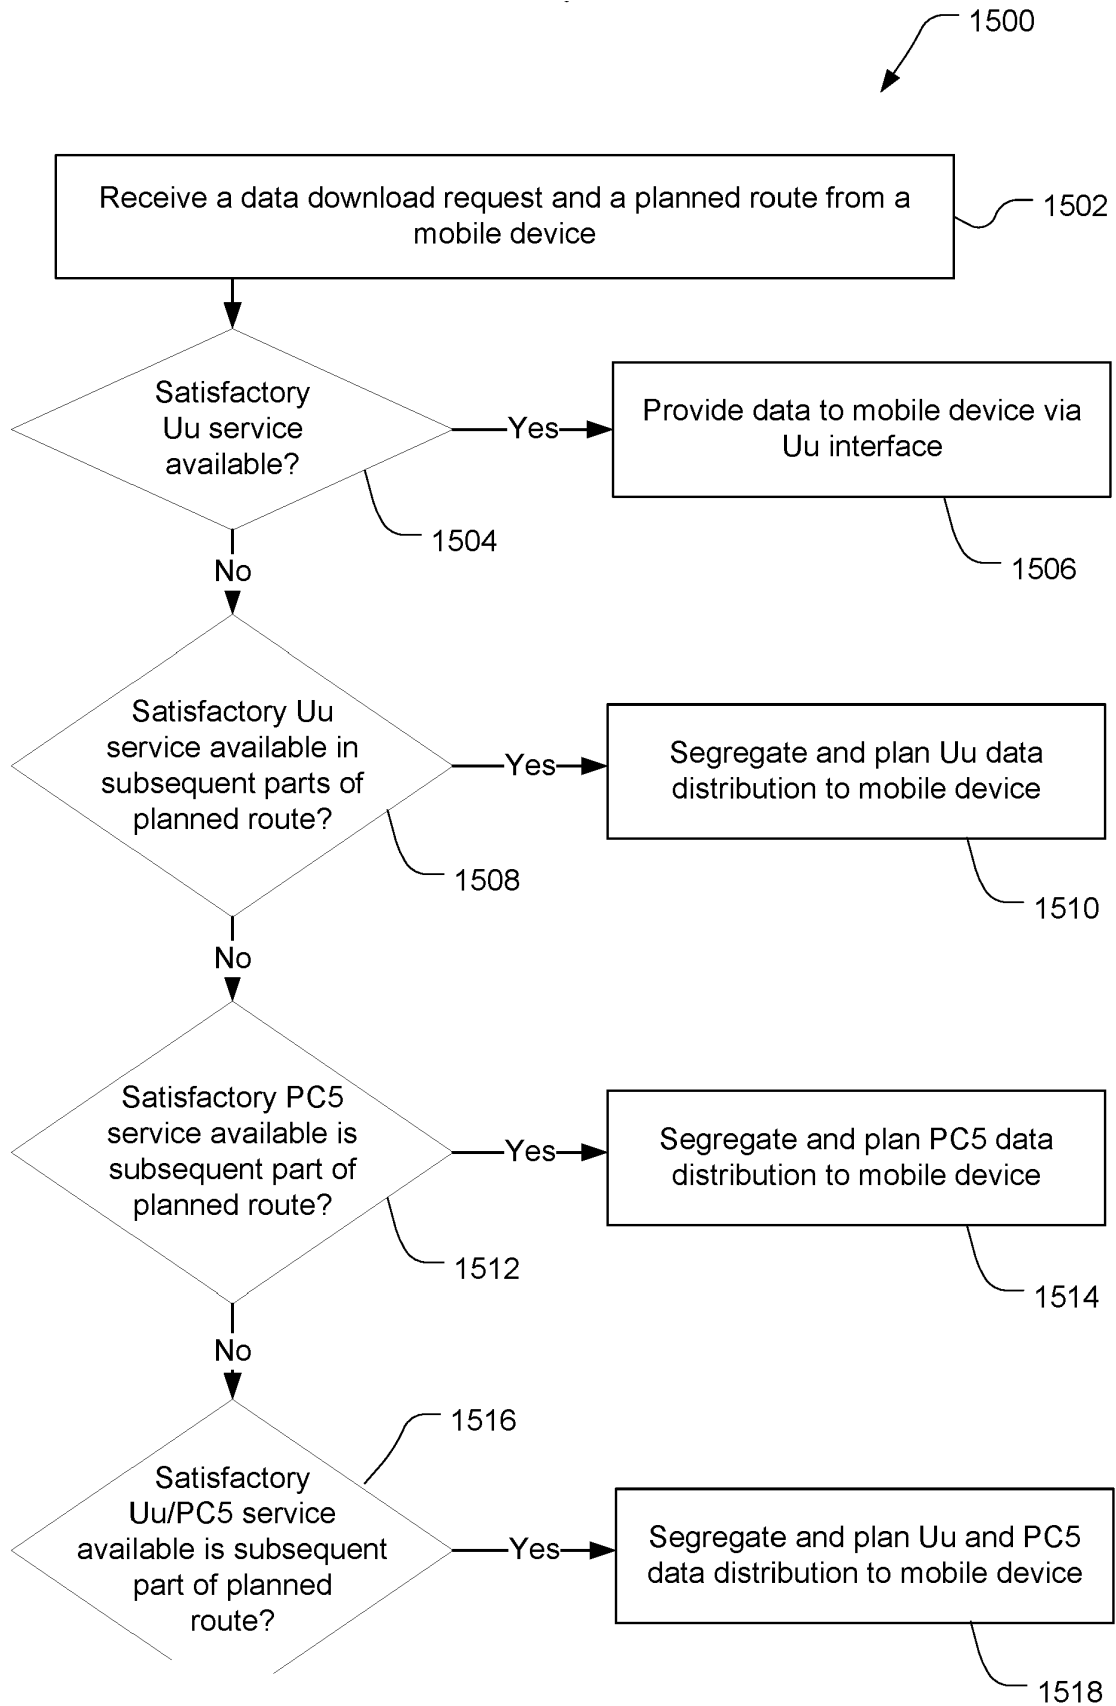 1500
Receive a data download request and a planned route from a
mobile device
1502
Satisfactory
Uu service
available?
Yes
Provide data to mobile device via
Uu interface
1504
1506
No
Satisfactory Uu
service available in
subsequent parts of
planned route?
Yes
Segregate and plan Uu data
distribution to mobile device
1508
1510
No
Satisfactory PC5
service available is
subsequent part of
planned route?
Yes
Segregate and plan PC5 data
distribution to mobile device
1512
1514
No
1516
Satisfactory
Uu/PC5 service
available is subsequent
part of planned
route?
Yes
Segregate and plan Uu and PC5
data distribution to mobile device
1518